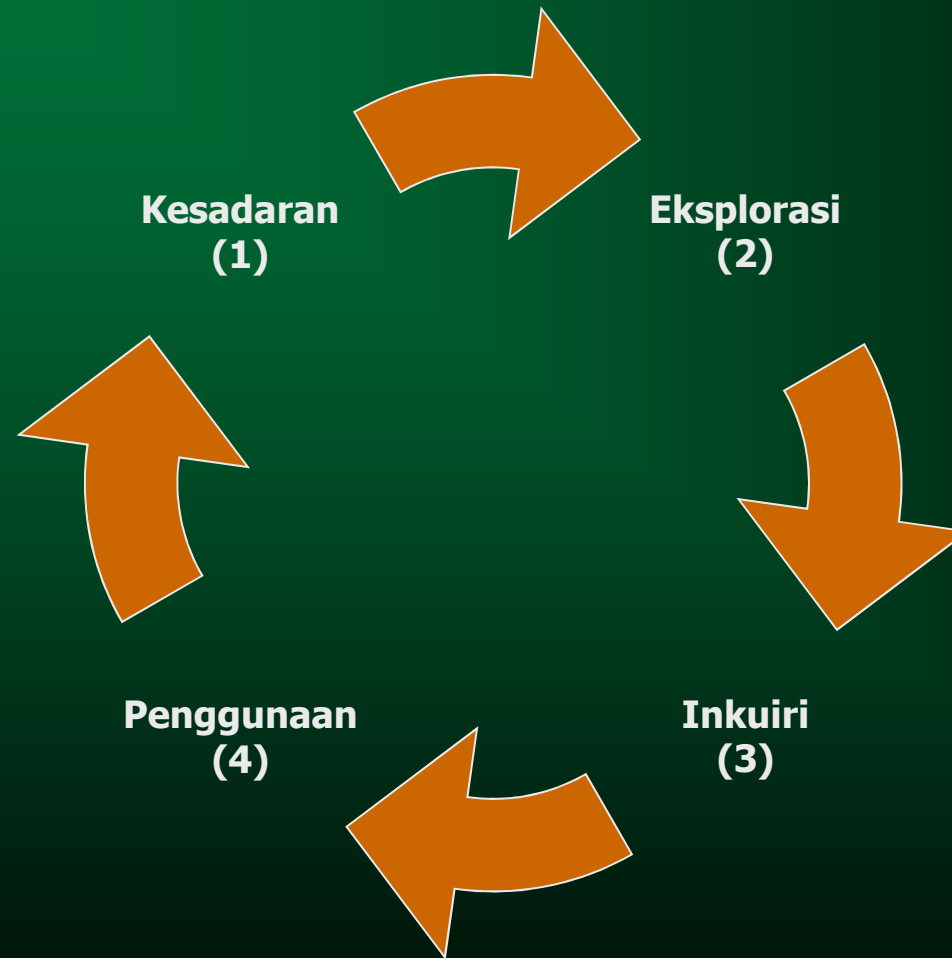 Kesadaran
(1)
Eksplorasi
(2)
Penggunaan
(4)
Inkuiri
(3)